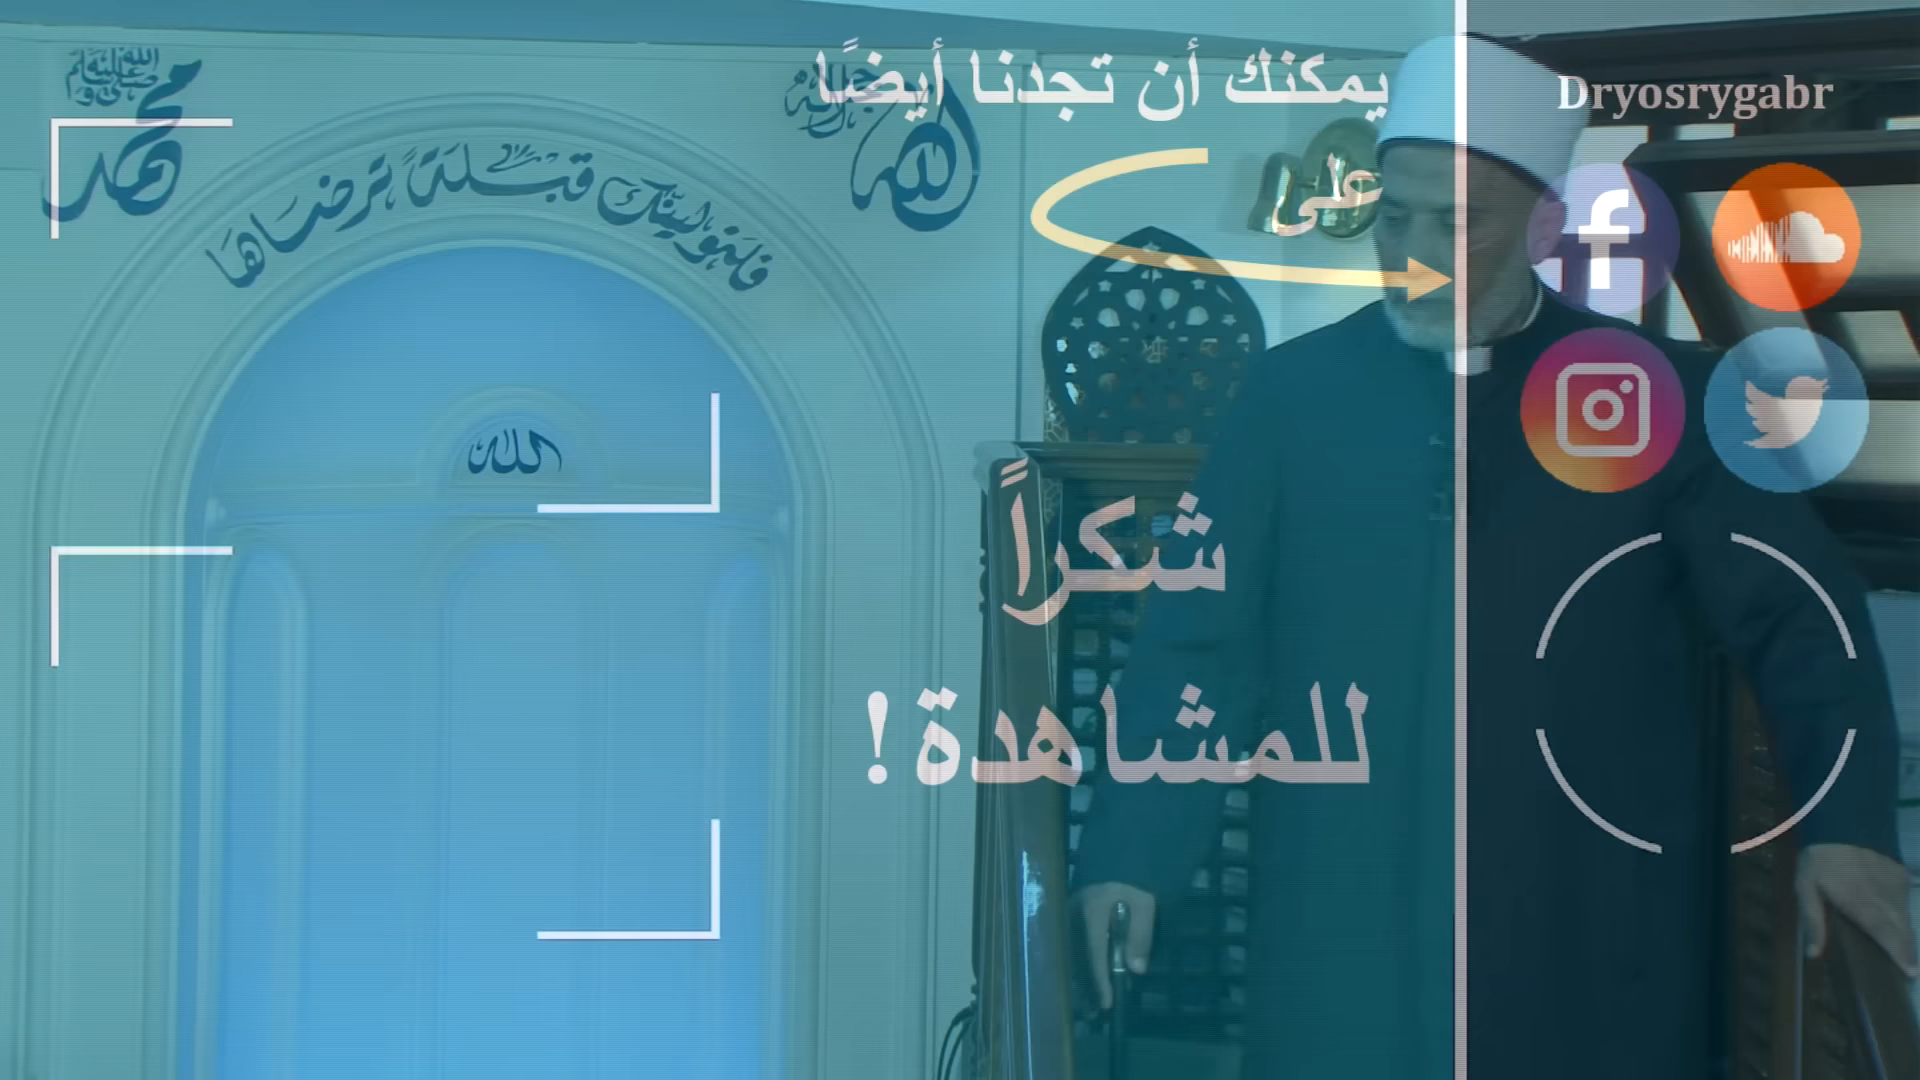 يمكنك أن تجدنا أيضًا
على
Dryosrygabr
شكراً
للمشاهدة!
الله
جل جلاله
محمد
صلى الله عليه وسلم
فلنولينك قبلة ترضاها
الله